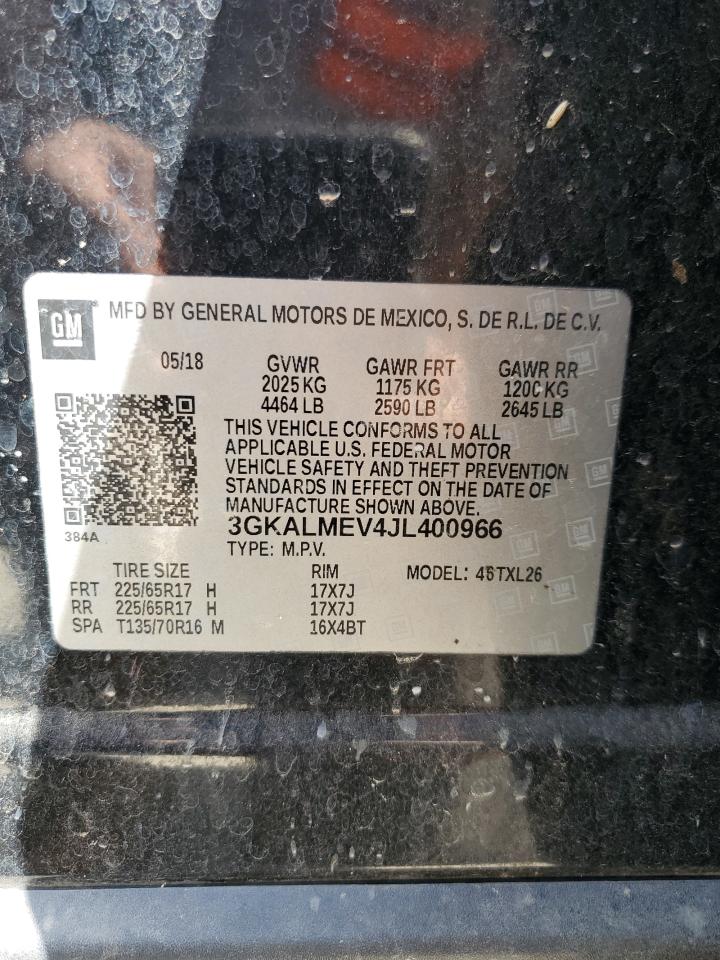 GM MFD BY GENERAL MOTORS DE MEXICO, S. DE R.L. DE C.V.
05/18 GVWR GAWR FRT GAWR RR
2025 KG 1175 KG 1200 KG
4464 LB 2590 LB 2645 LB
THIS VEHICLE CONFORMS TO ALL
APPLICABLE U.S. FEDERAL MOTOR
VEHICLE SAFETY AND THEFT PREVENTION
STANDARDS IN EFFECT ON THE DATE OF
MANUFACTURE SHOWN ABOVE.
384A
3GKALMEV4JL400966
TYPE: M.P.V.
TIRE SIZE RIM MODEL:
FRT 225/65R17 H 17X7J
RR 225/65R17 H 17X7J
SPA T135/70R16 M 16X4BT